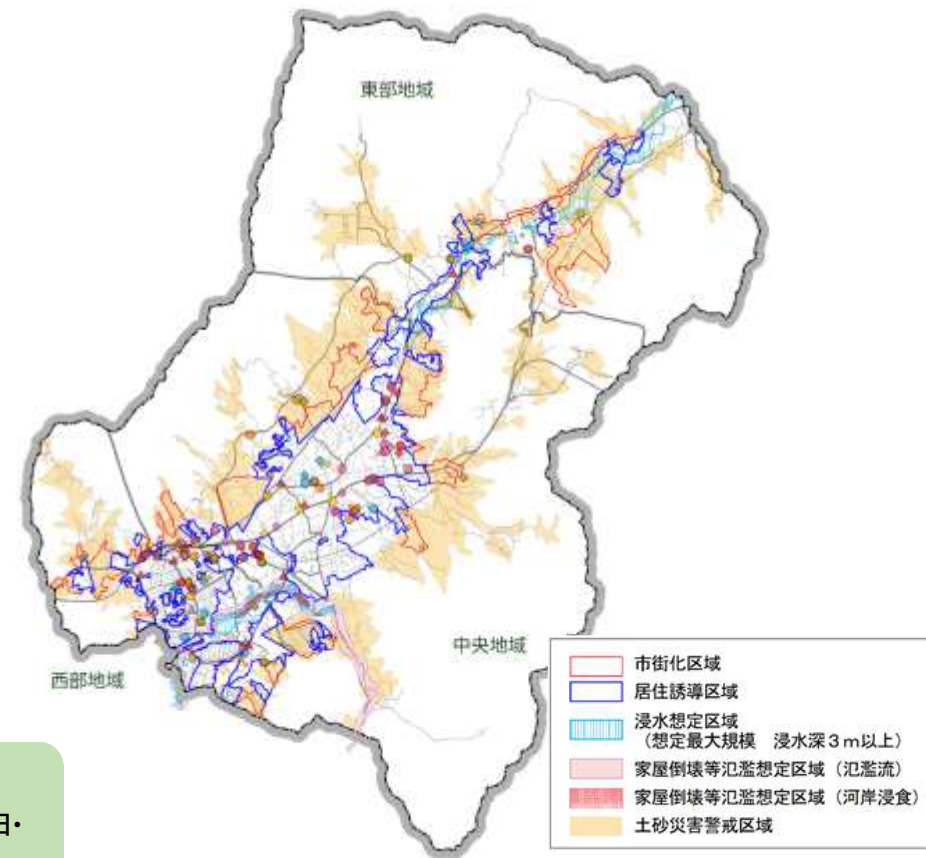 東部地域
中央地域
西部地域
市街化区域
居住誘導区域
浸水想定区域
（想定最大規模　浸水深３ｍ以上）
家屋倒壊等氾濫想定区域（氾濫流）
家屋倒壊等氾濫想定区域（河岸浸食）
土砂災害警戒区域